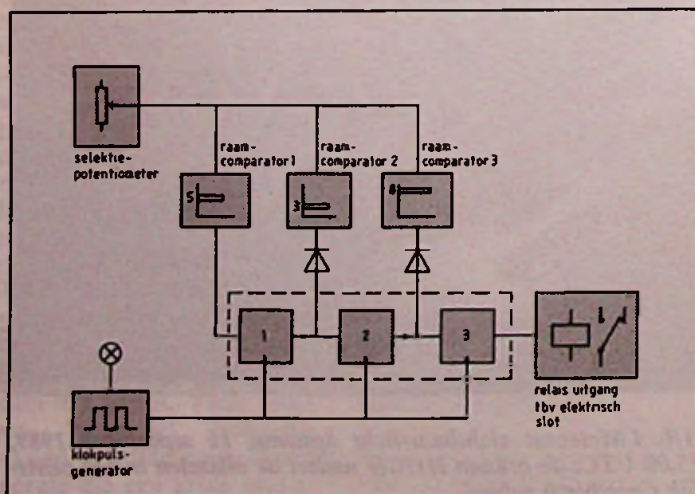 selektie-
potentiometer
raam-
comparator 1
raam-
comparator 2
raam-
comparator 3
5
3
8
1
2
3
klokpuls-
generator
relais uitgang
tbv elektrisch
slot